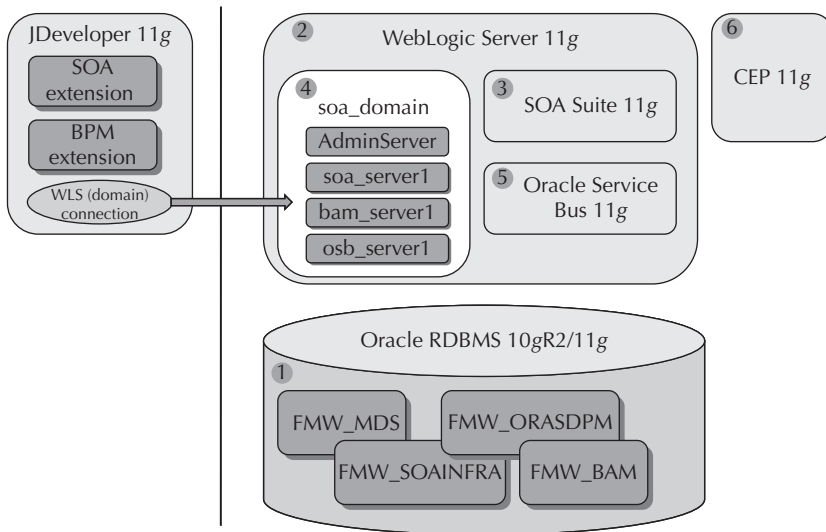 JDeveloper 11g
SOA
extension
BPM
extension
WLS (domain)
connection
2
WebLogic Server 11g
4
soa_domain
AdminServer
soa_server1
bam_server1
osb_server1
3
SOA Suite 11g
5
Oracle Service
Bus 11g
6
CEP 11g
Oracle RDBMS 10gR2/11g
1
FMW_MDS
FMW_ORASDPM
FMW_SOAINFRA
FMW_BAM